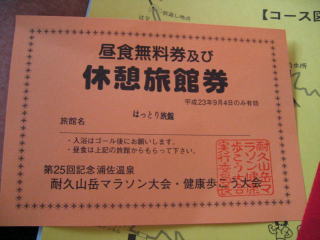 【コース図
昼食無料券及び
休憩旅館券
平成23年9月4日のみ有効
旅館名 はっとり旅館
・入浴はゴール後にお願いします。
・昼食は上記の旅館からもらって下さい。
第25回記念浦佐温泉
耐久山岳マラソン大会・健康歩こう大会